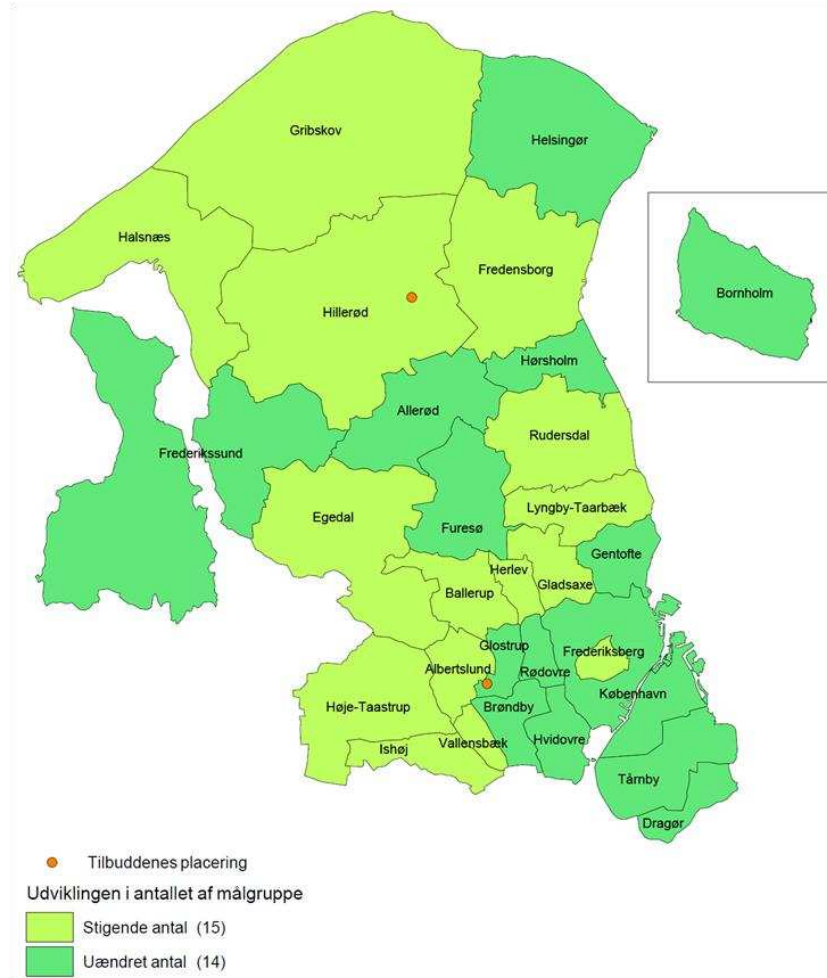 Gribskov
Helsingør
Halsnæs
Fredensborg
Bornholm
Hillerød
Hørsholm
Allerød
Rudersdal
Frederikssund
Lyngby-Taarbæk
Egedal
Furesø
Gentofte
Herlev
Gladsaxe
Ballerup
Glostrup
Frederiksberg
Albertslund
Rødovre
København
Høje-Taastrup
Brøndby
Vallensbæk
Hvidovre
Ishøj
Tårnby
Dragør
Tilbuddenes placering
Udviklingen i antallet af målgruppe
Stigende antal (15)
Uændret antal (14)